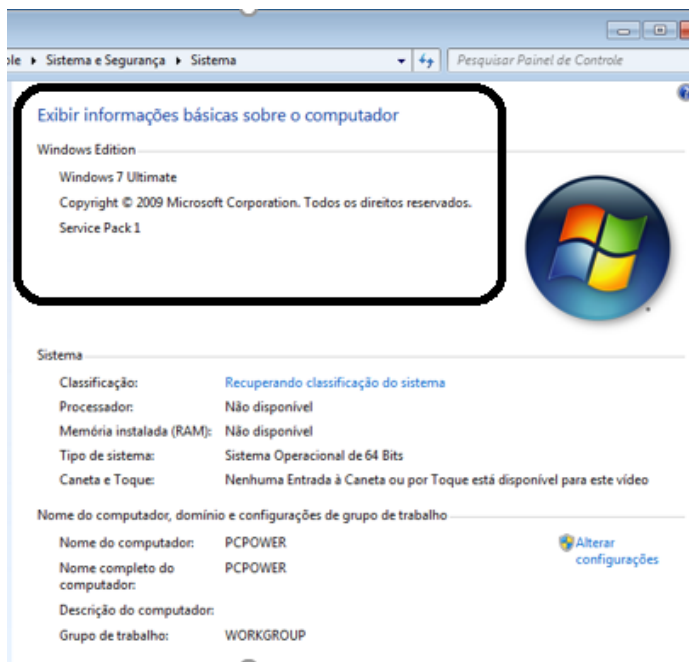 Sistema e Segurança Sistema Pesquisar Painel de Controle
Exibir informações básicas sobre o computador
Windows Edition
Windows 7 Ultimate
Copyright © 2009 Microsoft Corporation. Todos os direitos reservados.
Service Pack 1
Sistema
Classificação: Recuperando classificação do sistema
Processador: Não disponível
Memória instalada (RAM): Não disponível
Tipo de sistema: Sistema Operacional de 64 Bits
Caneta e Toque: Nenhuma Entrada à Caneta ou por Toque está disponível para este vídeo
Nome do computador, domínio e configurações de grupo de trabalho
Nome do computador: PCPOWER Alterar
Nome completo do PCPOWER configurações
computador:
Descrição do computador:
Grupo de trabalho: WORKGROUP